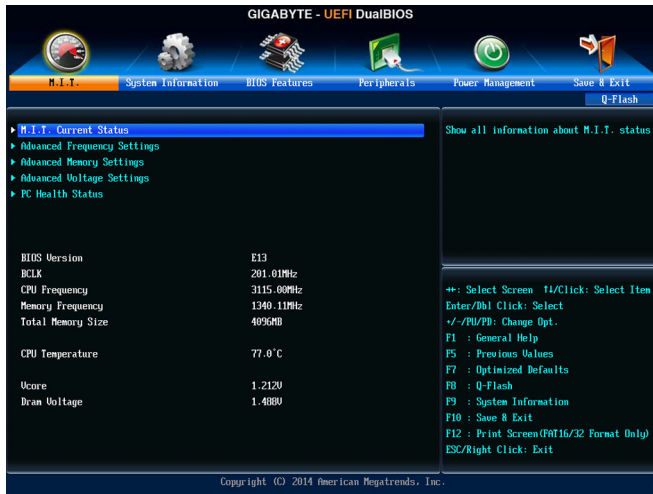 GIGABYTE - UEFI DualBIOS
M.I.T.
System Information
BIOS Features
Peripherals
Power Management
Save & Exit
Q-Flash
M.I.T. Current Status
Advanced Frequency Settings
Advanced Memory Settings
Advanced Voltage Settings
PC Health Status
BIOS Version E13
BCLK 201.01MHz
CPU Frequency 3115.00MHz
Memory Frequency 1340.11MHz
Total Memory Size 4096MB
CPU Temperature 77.0°C
Vcore 1.212V
Dram Voltage 1.488V
Show all information about M.I.T. status
→←: Select Screen ↑↓/Click: Select Item
Enter/Dbl Click: Select
+/-/PU/PD: Change Opt.
F1 : General Help
F5 : Previous Values
F7 : Optimized Defaults
F8 : Q-Flash
F9 : System Information
F10 : Save & Exit
F12 : Print Screen(FAT16/32 Format Only)
ESC/Right Click: Exit
Copyright (C) 2014 American Megatrends, Inc.